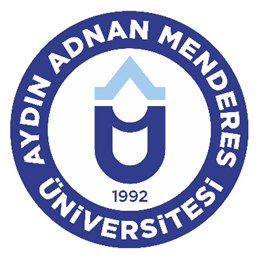 AYDIN ADNAN MENDERES
ÜNİVERSİTESİ
1992